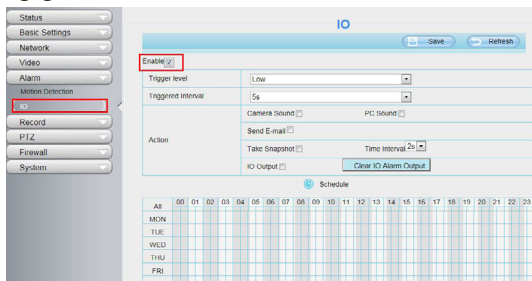 Status
Basic Settings
Network
Video
Alarm
Motion Detection
IO
Record
PTZ
Firewall
System
IO
Save Refresh
Enable
Trigger level Low
Triggered Interval 5s
Action
Camera Sound PC Sound
Send E-mail
Take Snapshot Time Interval 2s
IO Output Clear IO Alarm Output
Schedule
All 00 01 02 03 04 05 06 07 08 09 10 11 12 13 14 15 16 17 18 19 20 21 22 23
MON
TUE
WED
THU
FRI